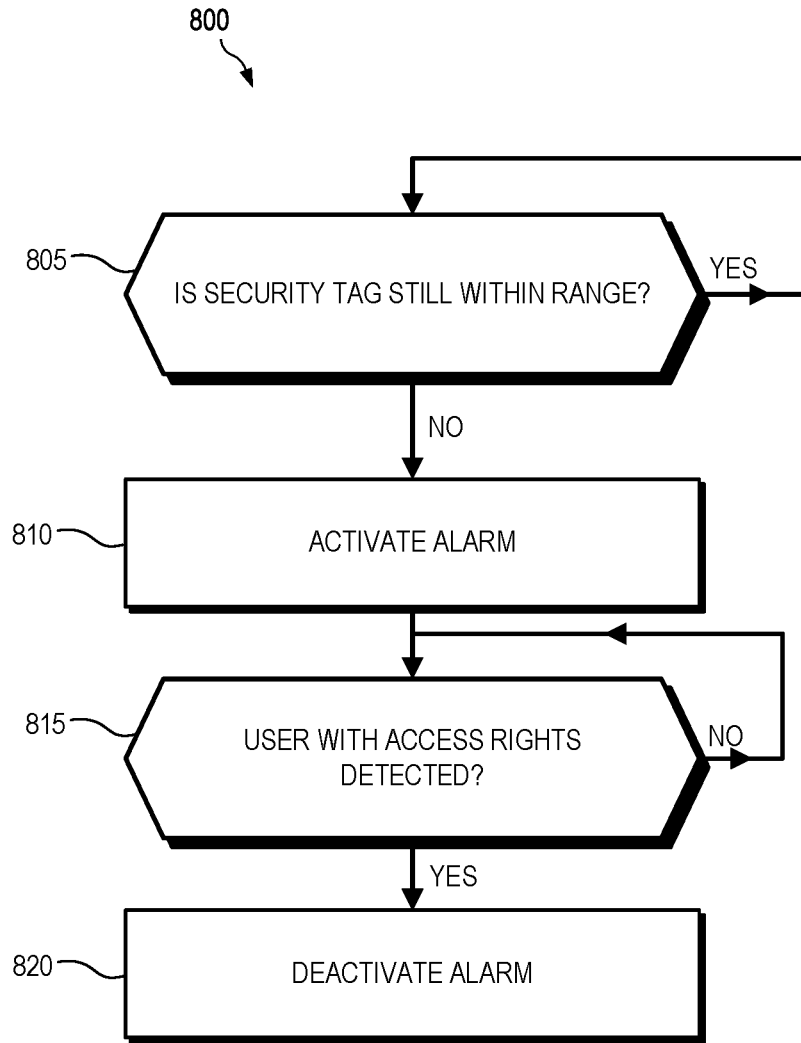 800
805
IS SECURITY TAG STILL WITHIN RANGE?
YES
NO
810
ACTIVATE ALARM
815
USER WITH ACCESS RIGHTS
DETECTED?
NO
YES
820
DEACTIVATE ALARM